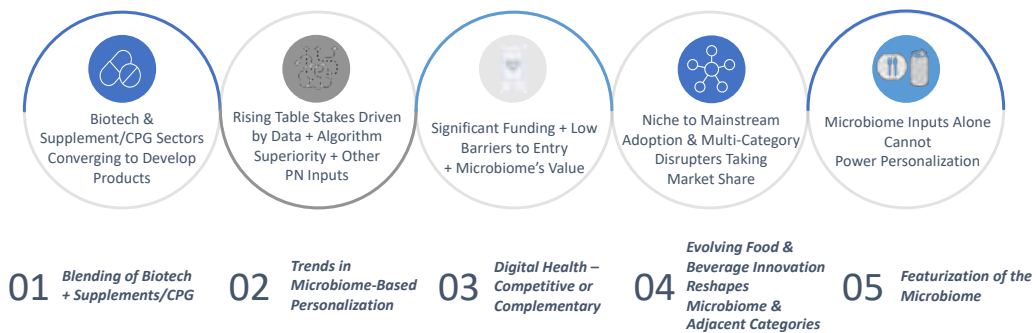 Biotech &
Supplement/CPG Sectors
Converging to Develop
Products
Rising Table Stakes Driven
by Data + Algorithm
Superiority + Other
PN Inputs
Significant Funding + Low
Barriers to Entry
+ Microbiome's Value
Niche to Mainstream
Adoption & Multi-Category
Disrupters Taking
Market Share
Microbiome Inputs Alone
Cannot
Power Personalization
01
Blending of Biotech
+ Supplements/CPG
02
Trends in
Microbiome-Based
Personalization
03
Digital Health –
Competitive or
Complementary
04
Evolving Food &
Beverage Innovation
Reshapes
Microbiome &
Adjacent Categories
05
Featurization of the
Microbiome